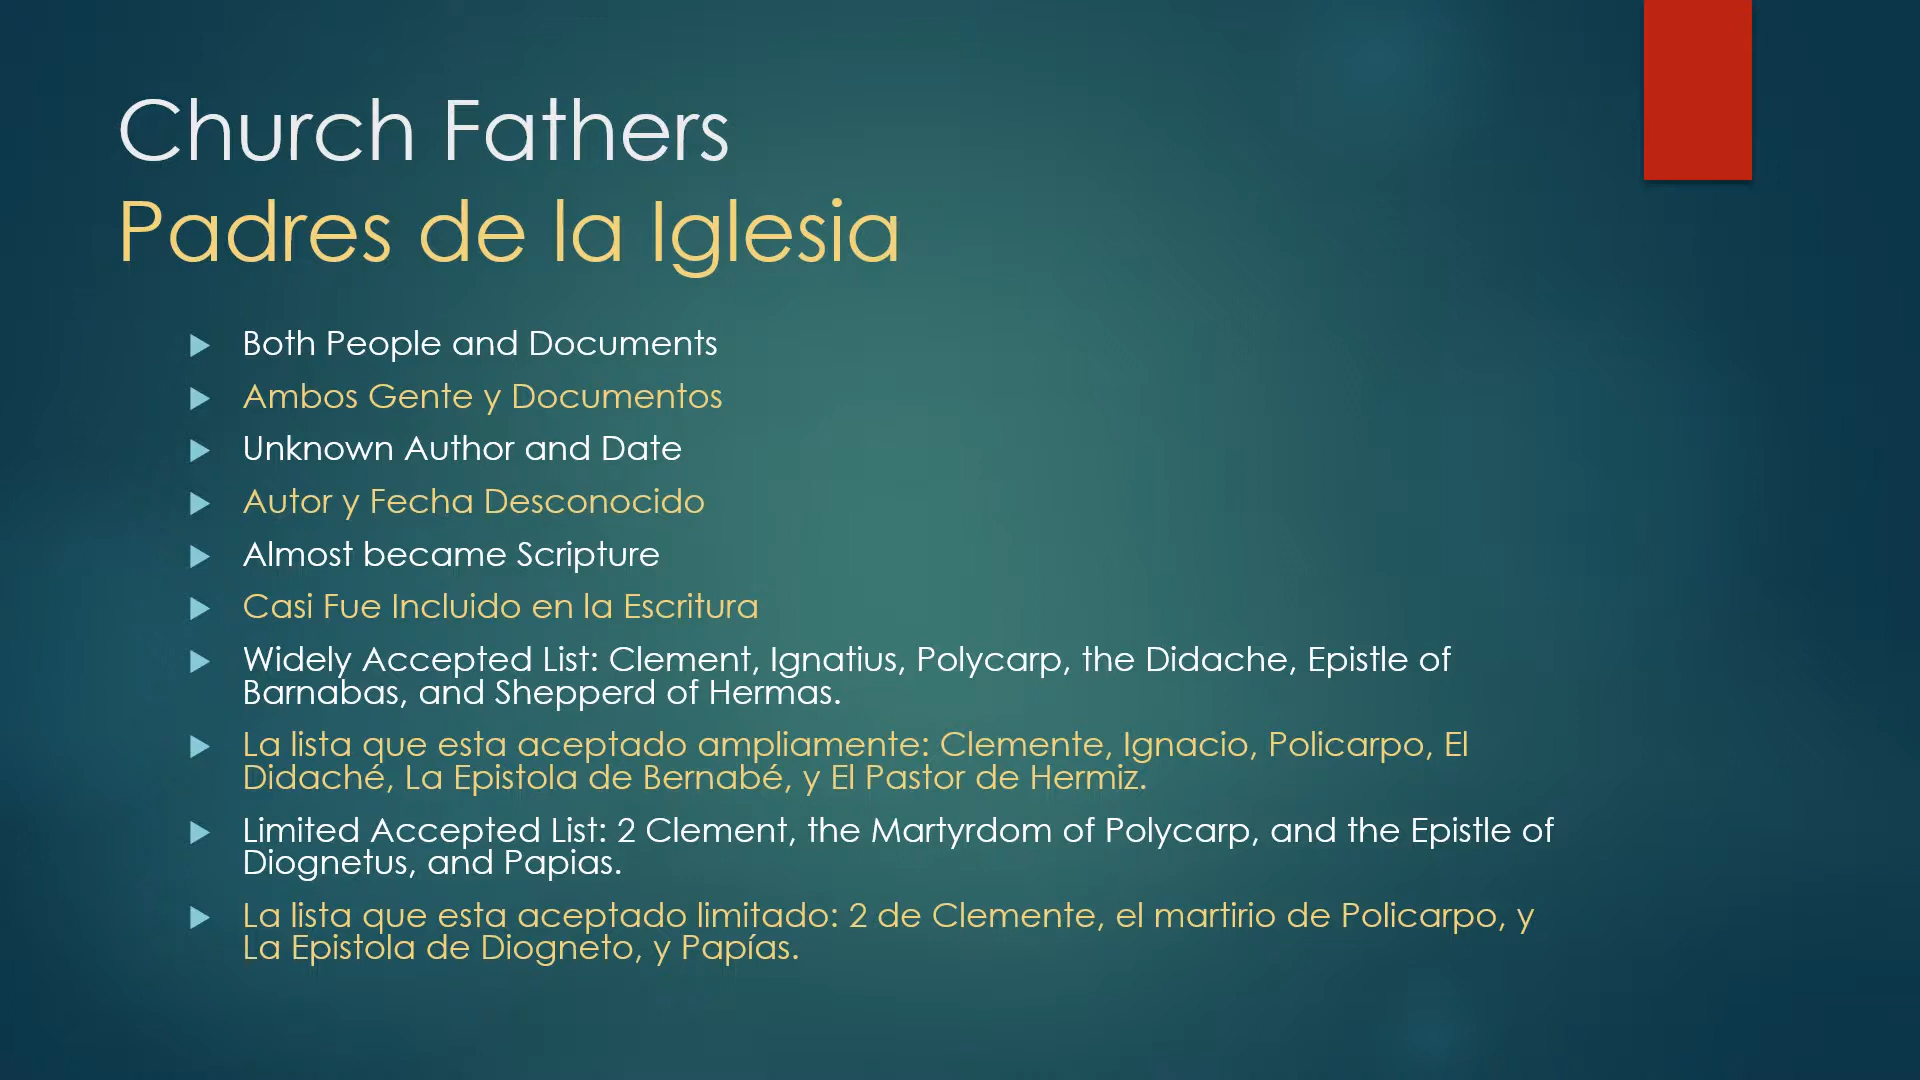 Church Fathers
Padres de la Iglesia
Both People and Documents
Ambos Gente y Documentos
Unknown Author and Date
Autor y Fecha Desconocido
Almost became Scripture
Casi Fue Incluido en la Escritura
Widely Accepted List: Clement, Ignatius, Polycarp, the Didache, Epistle of
Barnabas, and Shepperd of Hermas.
La lista que esta aceptado ampliamente: Clemente, Ignacio, Policarpo, El
Didaché, La Epistola de Bernabé, y El Pastor de Hermiz.
Limited Accepted List: 2 Clement, the Martyrdom of Polycarp, and the Epistle of
Diognetus, and Papias.
La lista que esta aceptado limitado: 2 de Clemente, el martirio de Policarpo, y
La Epistola de Diogneto, y Papías.